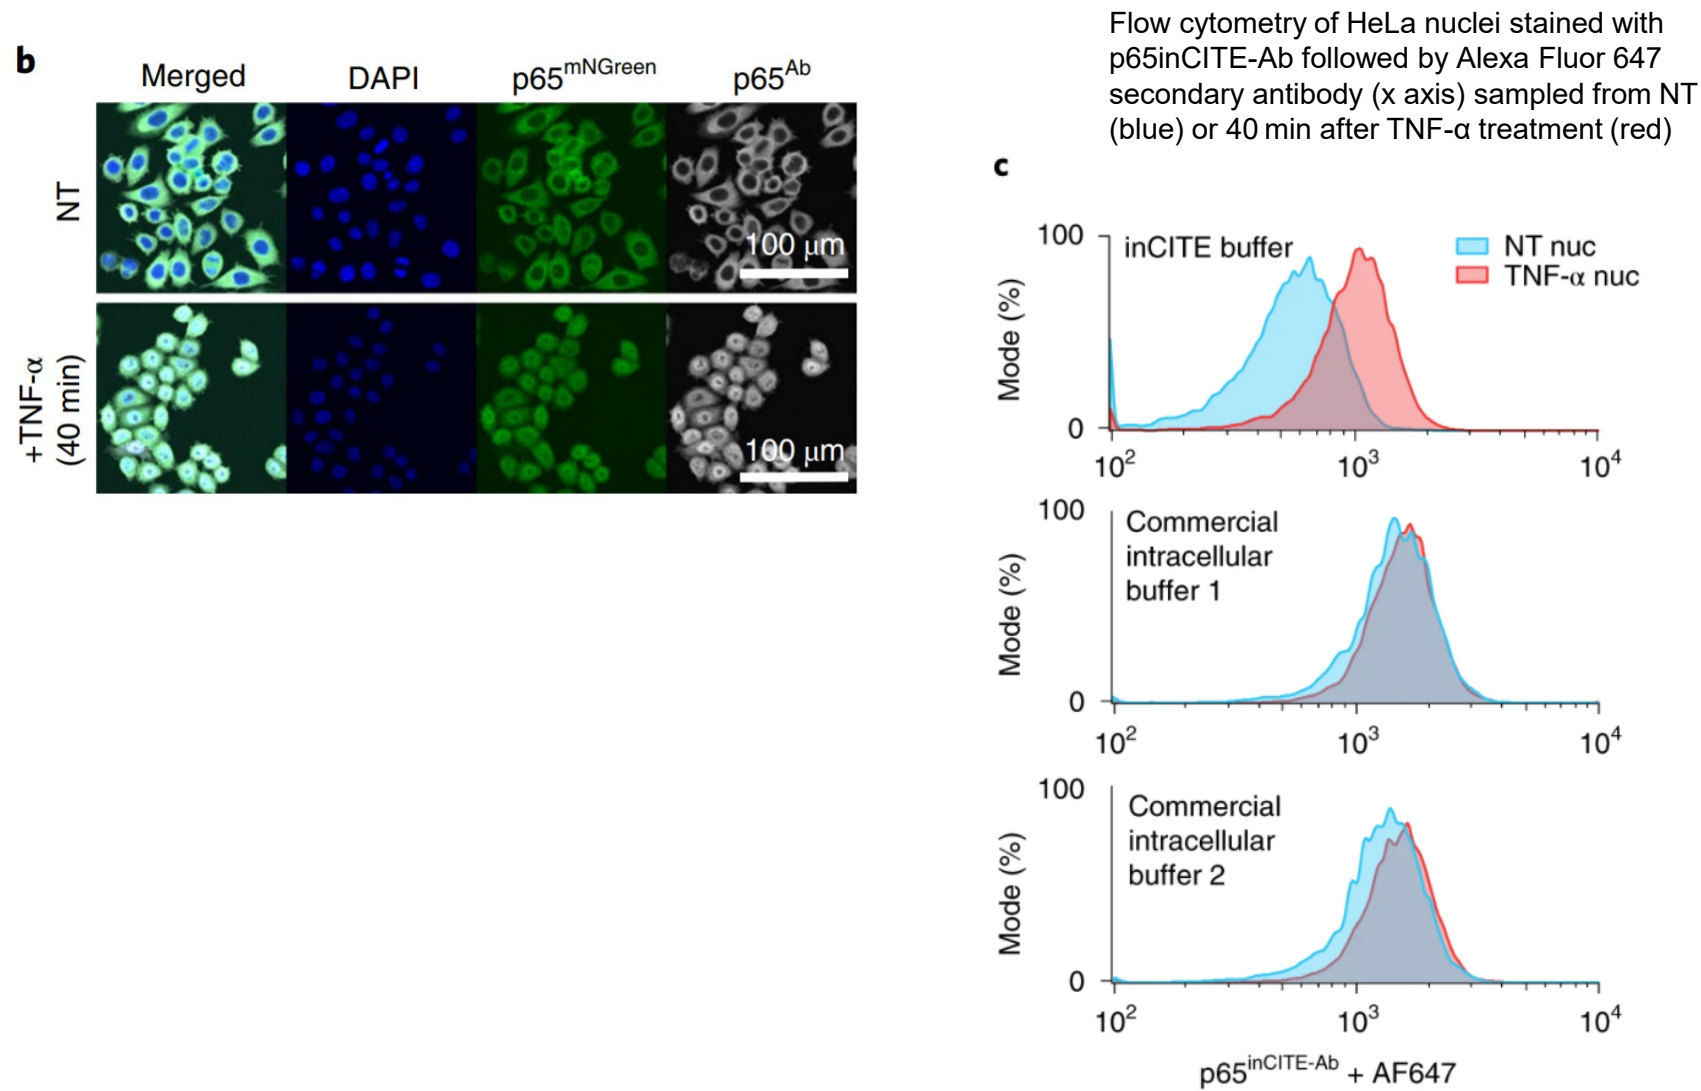 b
Merged DAPI p65mNGreen p65Ab
NT
100 μm
+TNF-α
(40 min)
100 μm
Flow cytometry of HeLa nuclei stained with
p65inCITE-Ab followed by Alexa Fluor 647
secondary antibody (x axis) sampled from NT
(blue) or 40 min after TNF-α treatment (red)
c
inCITE buffer
NT nuc
TNF-α nuc
Mode (%)
100
0
10² 10³ 10⁴
Commercial
intracellular
buffer 1
Mode (%)
100
0
10² 10³ 10⁴
Commercial
intracellular
buffer 2
Mode (%)
100
0
10² 10³ 10⁴
p65inCITE-Ab + AF647